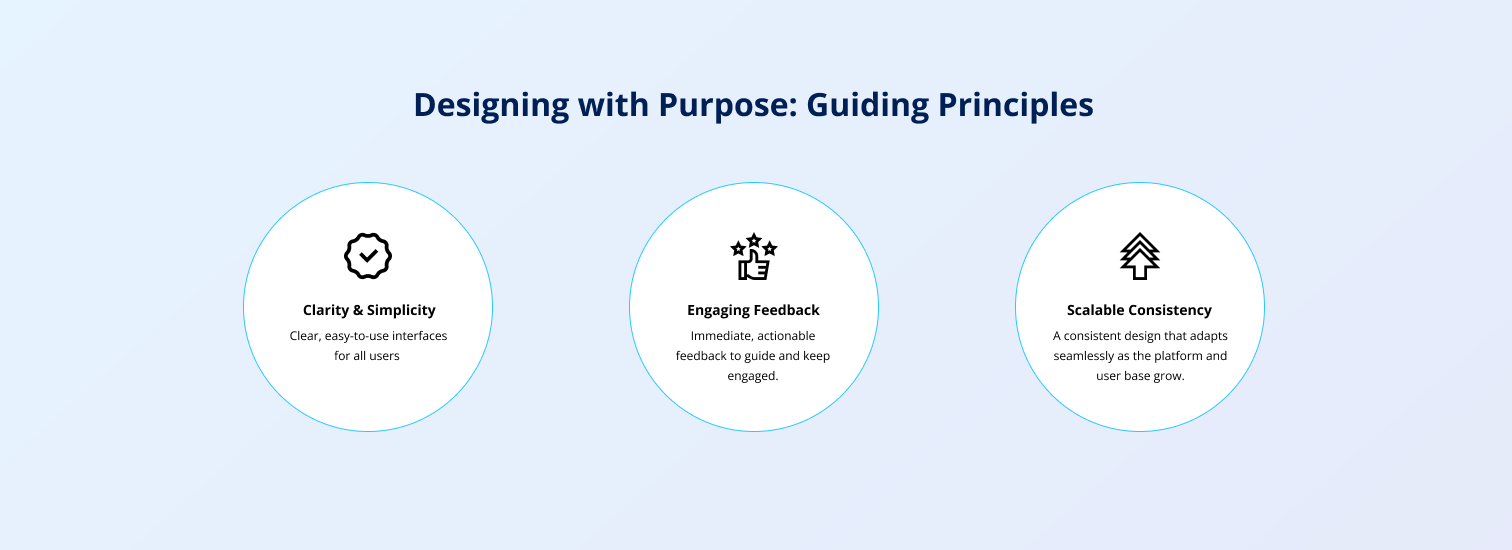 Designing with Purpose: Guiding Principles
Clarity & Simplicity
Clear, easy-to-use interfaces
for all users
Engaging Feedback
Immediate, actionable
feedback to guide and keep
engaged.
Scalable Consistency
A consistent design that adapts
seamlessly as the platform and
user base grow.